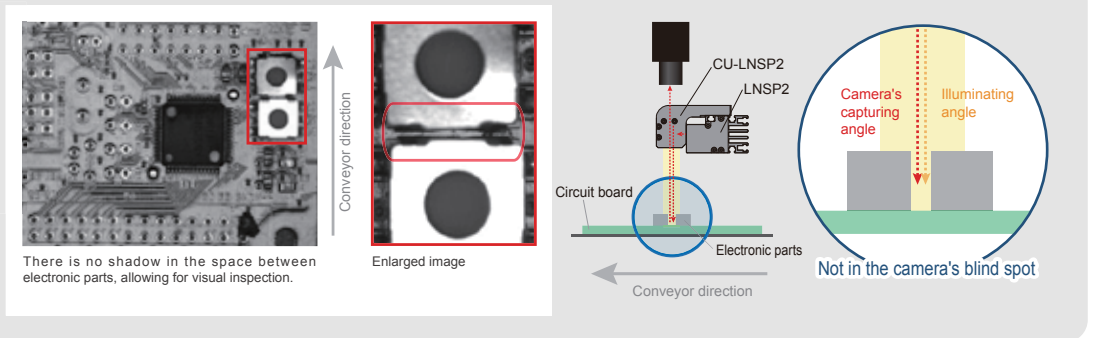 There is no shadow in the space between
electronic parts, allowing for visual inspection.
Conveyor direction
Enlarged image
CU-LNSP2
LNSP2
Circuit board
Electronic parts
Conveyor direction
Camera's
capturing
angle
Illuminating
angle
Not in the camera's blind spot